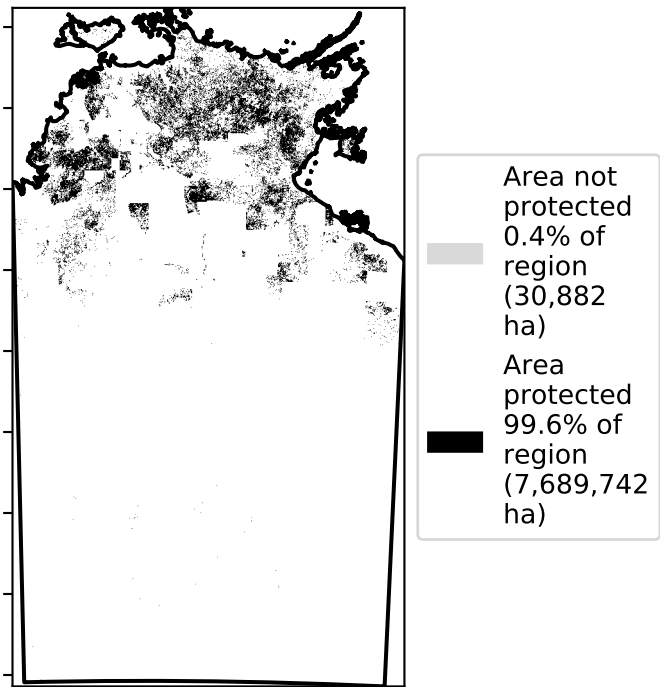 Area not
protected
0.4% of
region
(30,882
ha)
Area
protected
99.6% of
region
(7,689,742
ha)